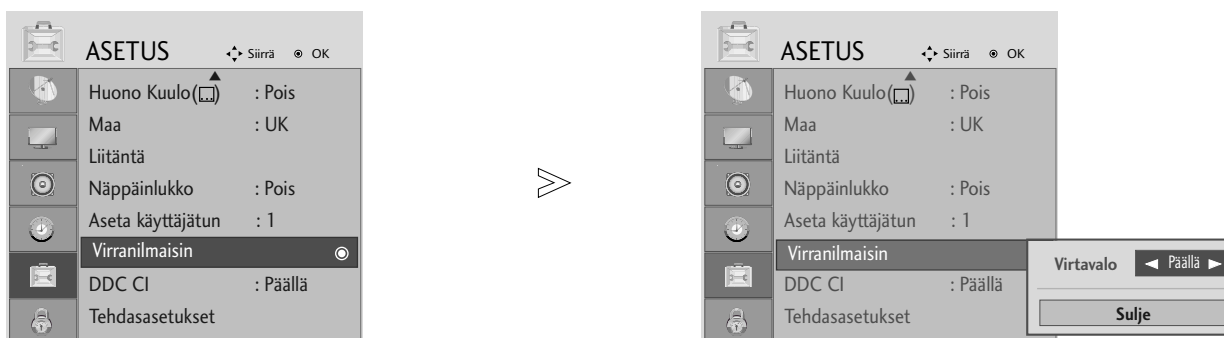 ASETUS Siirrä OK
Huono Kuulo( ) : Pois
Maa : UK
Liitäntä
Näppäinlukko : Pois
Aseta käyttäjätun : 1
Virranilmaisin
DDC CI : Päällä
Tehdasasetukset
ASETUS Siirrä OK
Huono Kuulo( ) : Pois
Maa : UK
Liitäntä
Näppäinlukko : Pois
Aseta käyttäjätun : 1
Virranilmaisin
DDC CI : Päällä
Tehdasasetukset
Virtavalo ◄ Päällä ►
Sulje